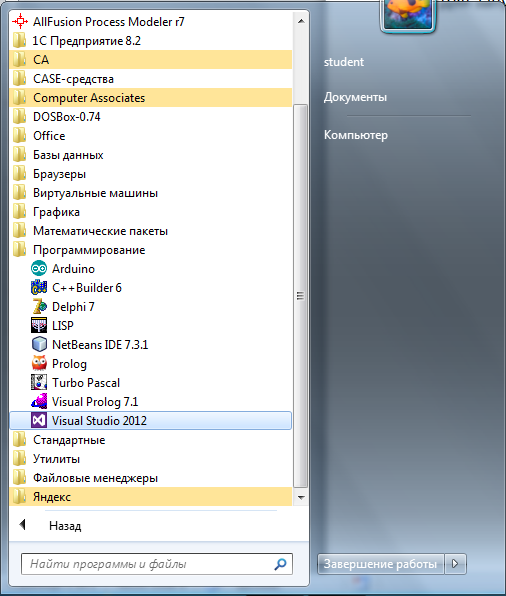 AllFusion Process Modeler r7
1С Предприятие 8.2
CA
CASE-средства
Computer Associates
DOSBox-0.74
Office
Базы данных
Браузеры
Виртуальные машины
Графика
Математические пакеты
Программирование
Arduino
C++Builder 6
Delphi 7
LISP
NetBeans IDE 7.3.1
Prolog
Turbo Pascal
Visual Prolog 7.1
Visual Studio 2012
Стандартные
Утилиты
Файловые менеджеры
Яндекс
Назад
Найти программы и файлы
student
Документы
Компьютер
Завершение работы